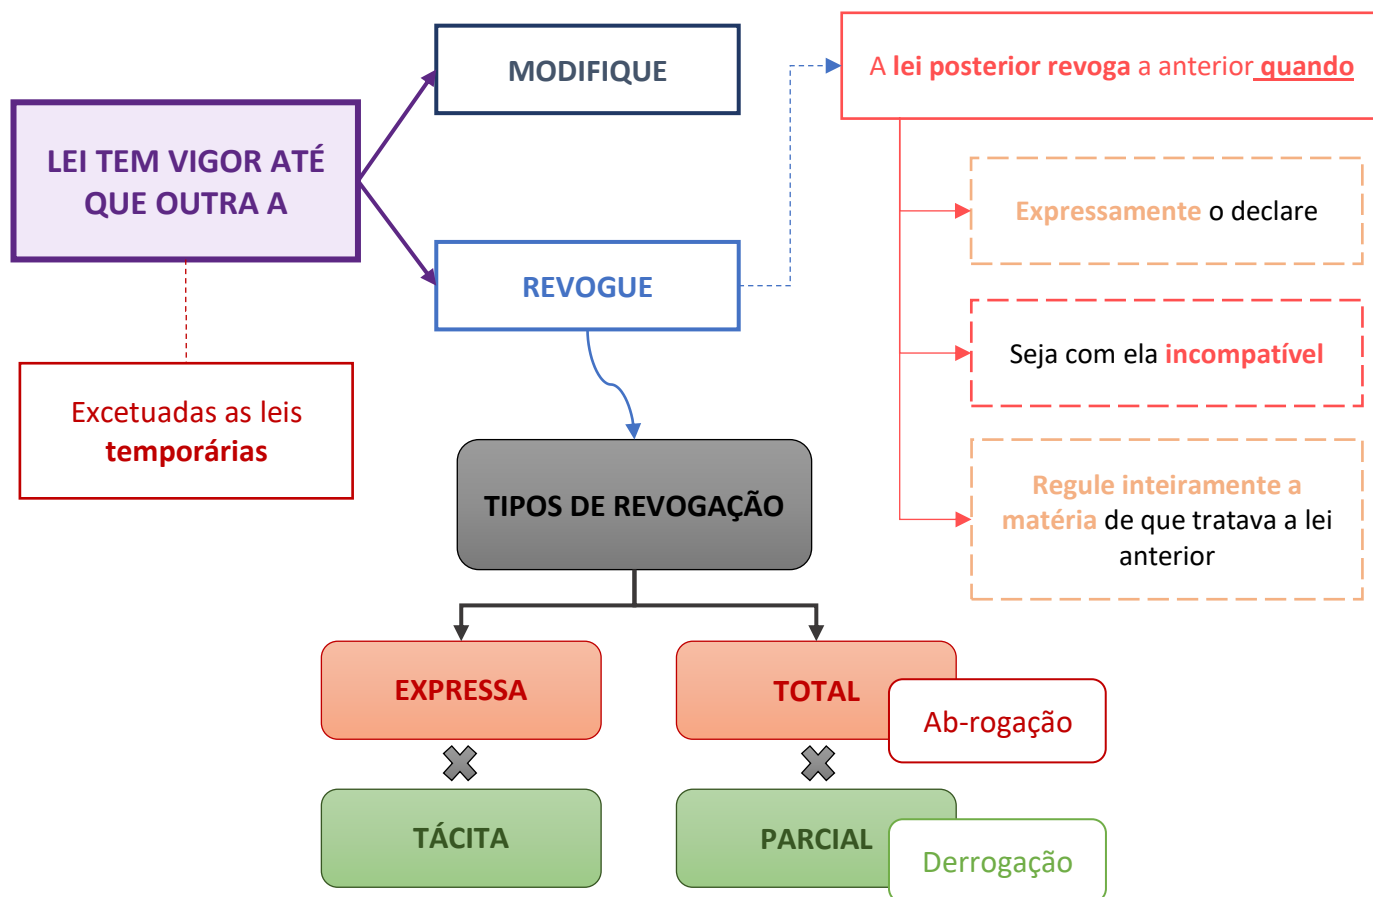 MODIFIQUE
A lei posterior revoga a anterior quando
LEI TEM VIGOR ATÉ
QUE OUTRA A
Expressamente o declare
REVOGUE
Seja com ela incompatível
Excetuadas as leis
temporárias
Regule inteiramente a
matéria de que tratava a lei
anterior
TIPOS DE REVOGAÇÃO
EXPRESSA
TOTAL
Ab-rogação
TÁCITA
PARCIAL
Derrogação